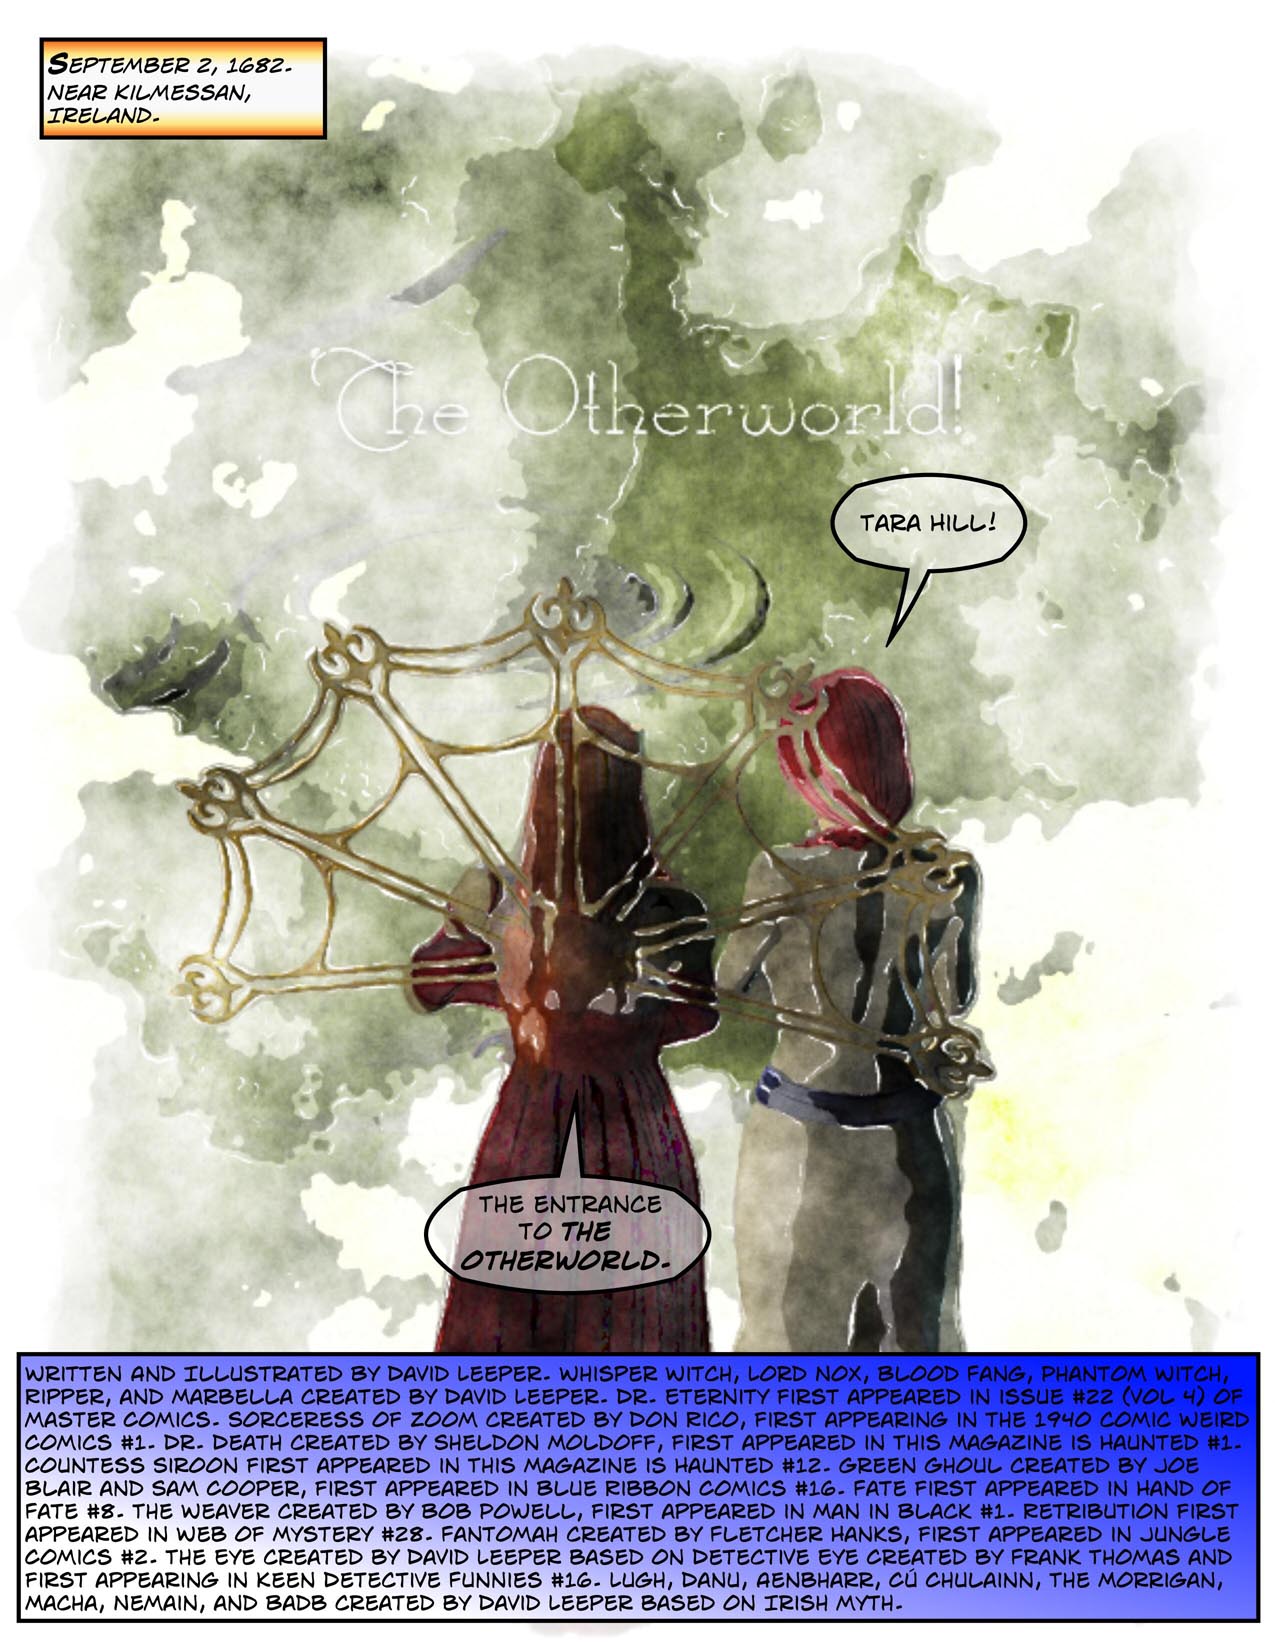 SEPTEMBER 2, 1682.
NEAR KILMESSAN,
IRELAND.
The Otherworld!
TARA HILL!
THE ENTRANCE
TO THE
OTHERWORLD.
WRITTEN AND ILLUSTRATED BY DAVID LEEPER. WHISPER WITCH, LORD NOX, BLOOD FANG, PHANTOM WITCH,
RIPPER, AND MARBELLA CREATED BY DAVID LEEPER. DR. ETERNITY FIRST APPEARED IN ISSUE #22 (VOL 4) OF
MASTER COMICS. SORCERESS OF ZOOM CREATED BY DON RICO, FIRST APPEARING IN THE 1940 COMIC WEIRD
COMICS #1. DR. DEATH CREATED BY SHELDON MOLDOFF, FIRST APPEARED IN THIS MAGAZINE IS HAUNTED #1.
COUNTESS SIROON FIRST APPEARED IN THIS MAGAZINE IS HAUNTED #12. GREEN GHOUL CREATED BY JOE
BLAIR AND SAM COOPER, FIRST APPEARED IN BLUE RIBBON COMICS #16. FATE FIRST APPEARED IN HAND OF
FATE #8. THE WEAVER CREATED BY BOB POWELL, FIRST APPEARED IN MAN IN BLACK #1. RETRIBUTION FIRST
APPEARED IN WEB OF MYSTERY #28. FANTOMAH CREATED BY FLETCHER HANKS, FIRST APPEARED IN JUNGLE
COMICS #2. THE EYE CREATED BY DAVID LEEPER BASED ON DETECTIVE EYE CREATED BY FRANK THOMAS AND
FIRST APPEARING IN KEEN DETECTIVE FUNNIES #16. LUGH, DANU, AENBHARR, CÚ CHULAINN, THE MORRIGAN,
MACHA, NEMAIN, AND BADB CREATED BY DAVID LEEPER BASED ON IRISH MYTH.